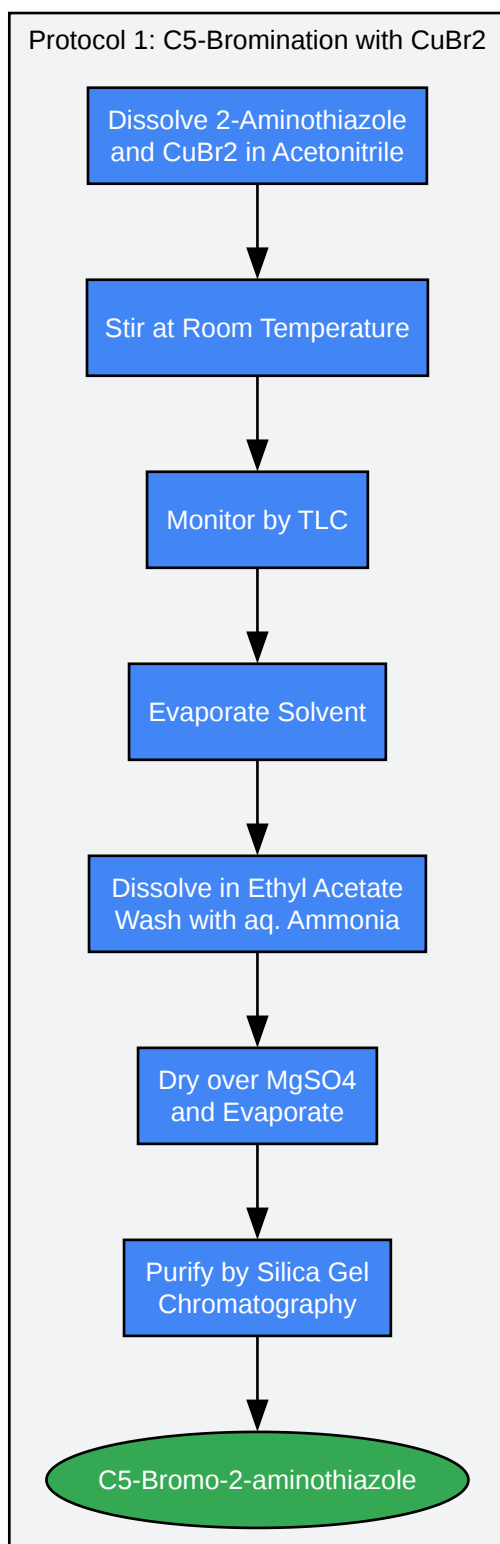 Protocol 1: C5-Bromination with CuBr2
Dissolve 2-Aminothiazole
and CuBr2 in Acetonitrile
Stir at Room Temperature
Monitor by TLC
Evaporate Solvent
Dissolve in Ethyl Acetate
Wash with aq. Ammonia
Dry over MgSO4
and Evaporate
Purify by Silica Gel
Chromatography
C5-Bromo-2-aminothiazole